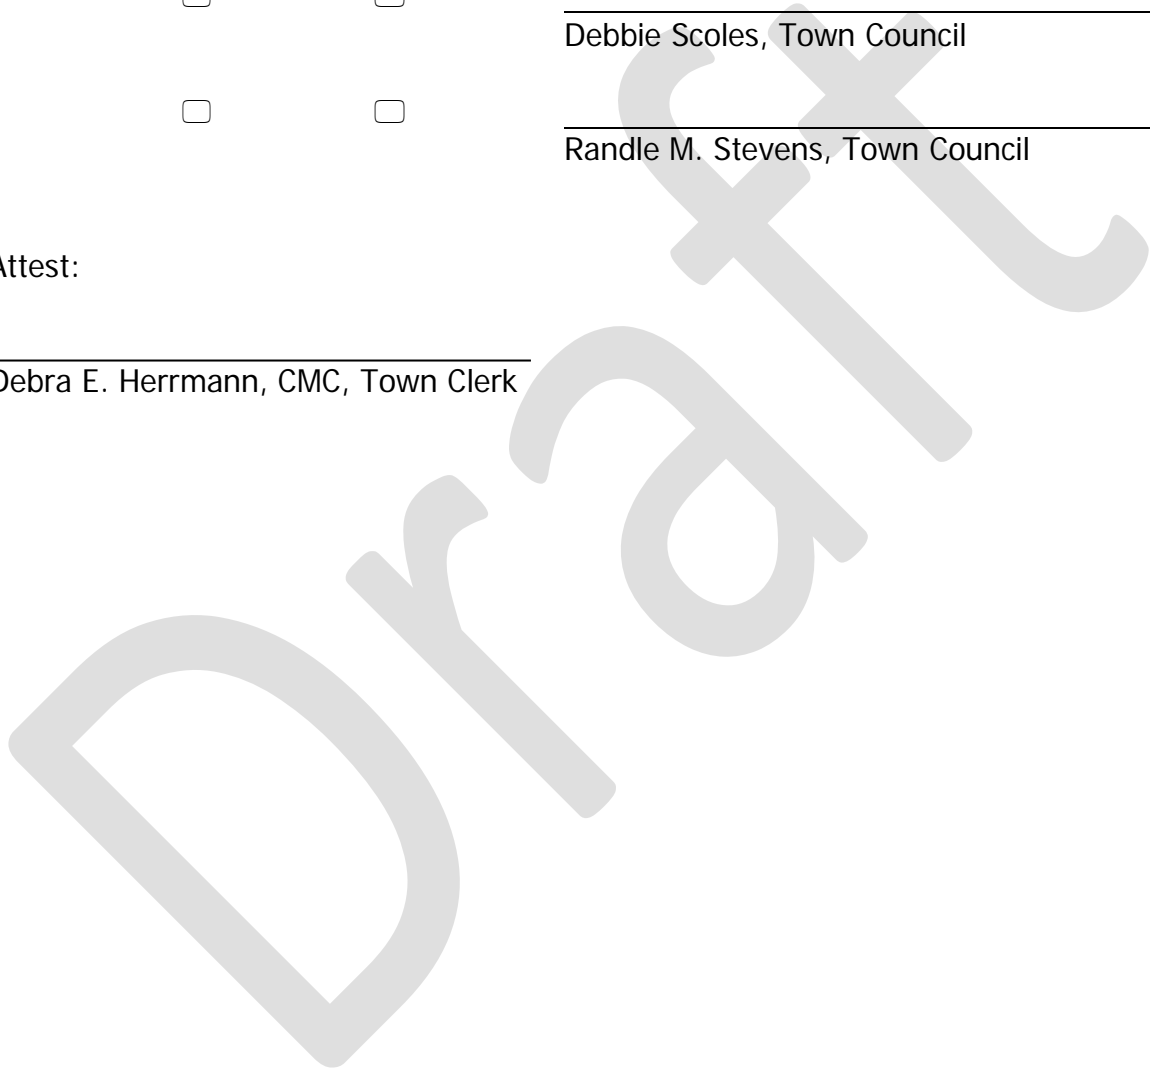 Debbie Scoles, Town Council
Randle M. Stevens, Town Council
Attest:
Debra E. Herrmann, CMC, Town Clerk
Draft